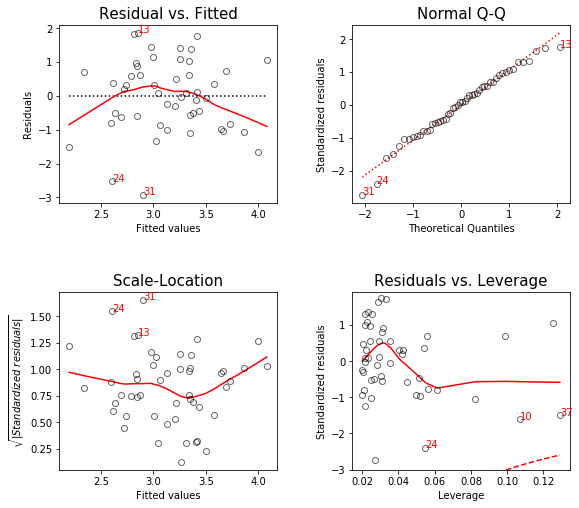 Residual vs. Fitted
Residuals
2
1
0
−1
−2
−3
13
24
31
2.5 3.0 3.5 4.0
Fitted values
Normal Q-Q
Standardized residuals
2
1
0
−1
−2
13
24
31
−2 −1 0 1 2
Theoretical Quantiles
Scale-Location
√|Standardized residuals|
1.50
1.25
1.00
0.75
0.50
0.25
31
24
13
2.5 3.0 3.5 4.0
Fitted values
Residuals vs. Leverage
Standardized residuals
1
0
−1
−2
−3
37
10
24
0.02 0.04 0.06 0.08 0.10 0.12
Leverage